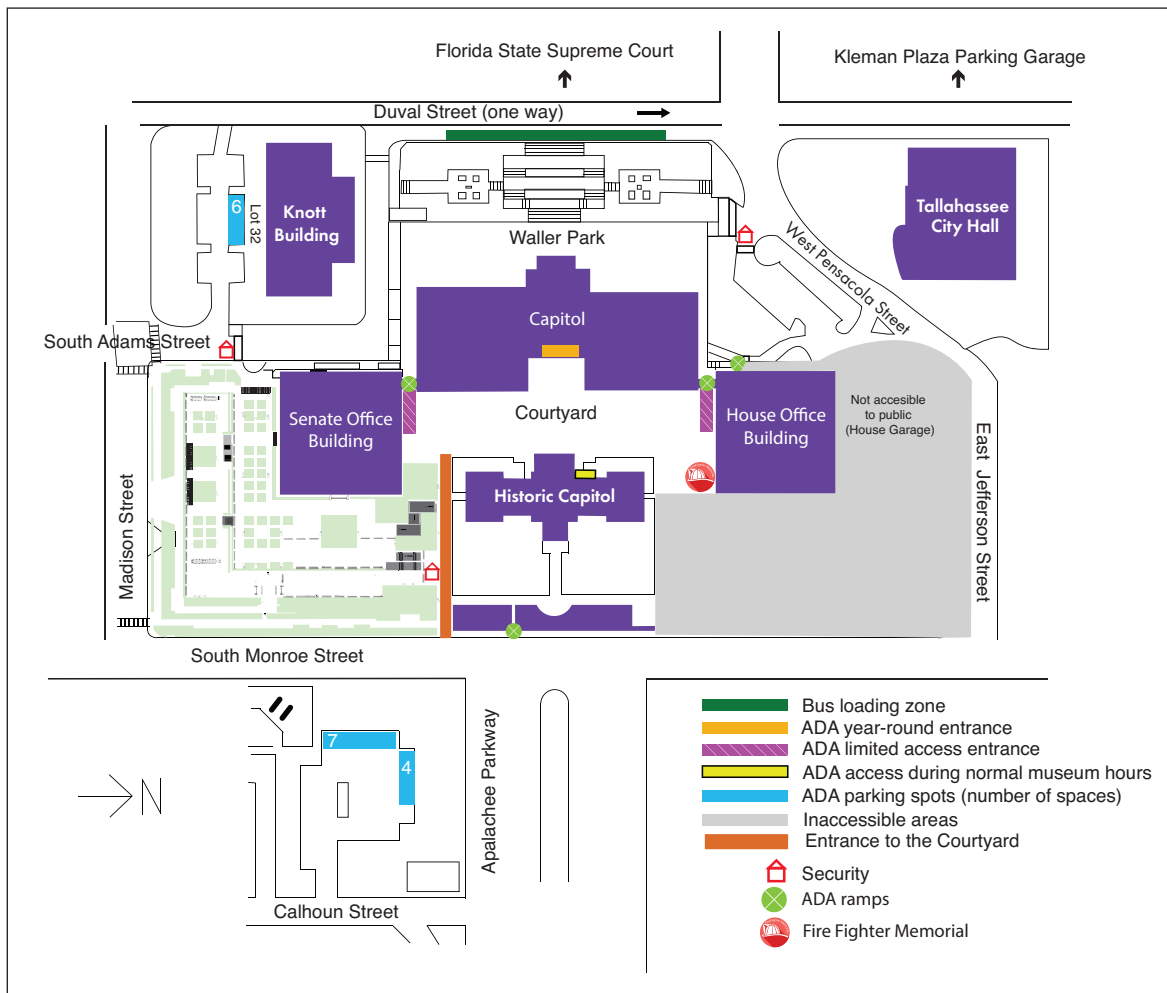 Florida State Supreme Court
Kleman Plaza Parking Garage
Duval Street (one way)
6
Lot 32
Knott
Building
Tallahassee
City Hall
Waller Park
West Pensacola Street
Capitol
South Adams Street
Senate Office
Building
Courtyard
House Office
Building
Not accesible
to public
(House Garage)
Historic Capitol
Madison Street
East Jefferson Street
South Monroe Street
7
4
Apalachee Parkway
N
Calhoun Street
Bus loading zone
ADA year-round entrance
ADA limited access entrance
ADA access during normal museum hours
ADA parking spots (number of spaces)
Inaccessible areas
Entrance to the Courtyard
Security
ADA ramps
Fire Fighter Memorial